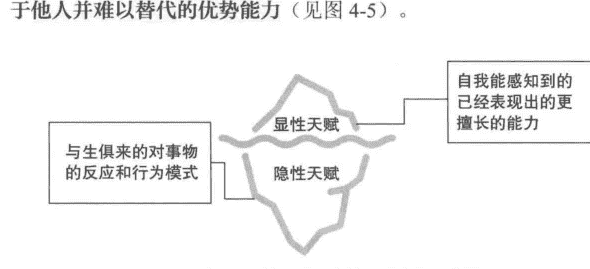 于他人并难以替代的优势能力（见图 4-5）。
自我能感知到的
已经表现出的更
擅长的能力
显性天赋
与生俱来的对事物
的反应和行为模式
隐性天赋